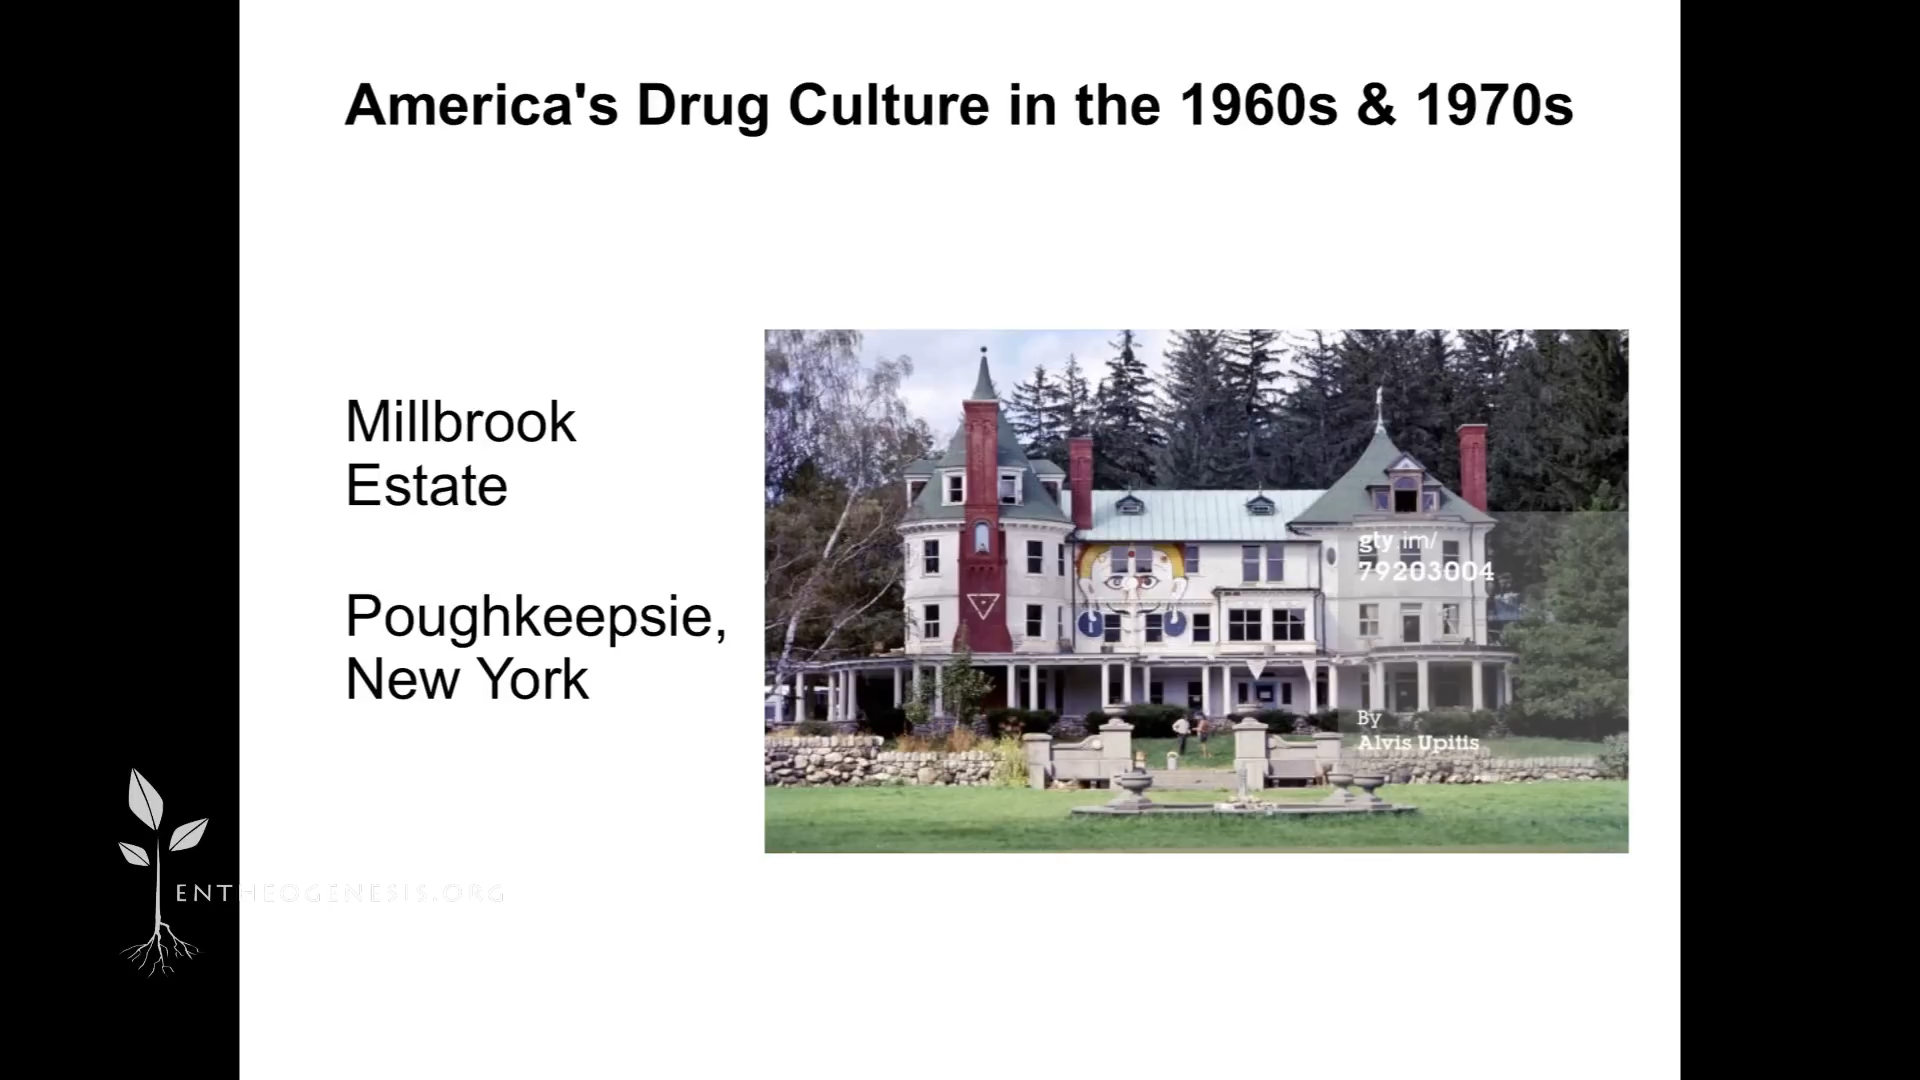 America's Drug Culture in the 1960s & 1970s
Millbrook
Estate
Poughkeepsie,
New York
gty.im/
79203004
By
Alvis Upitis
ENTHEOGENESIS.ORG